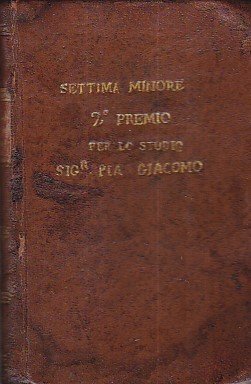 SETTIMA MINORE
7.º PREMIO
PER LO STUDIO
SIGR. PIA GIACOMO